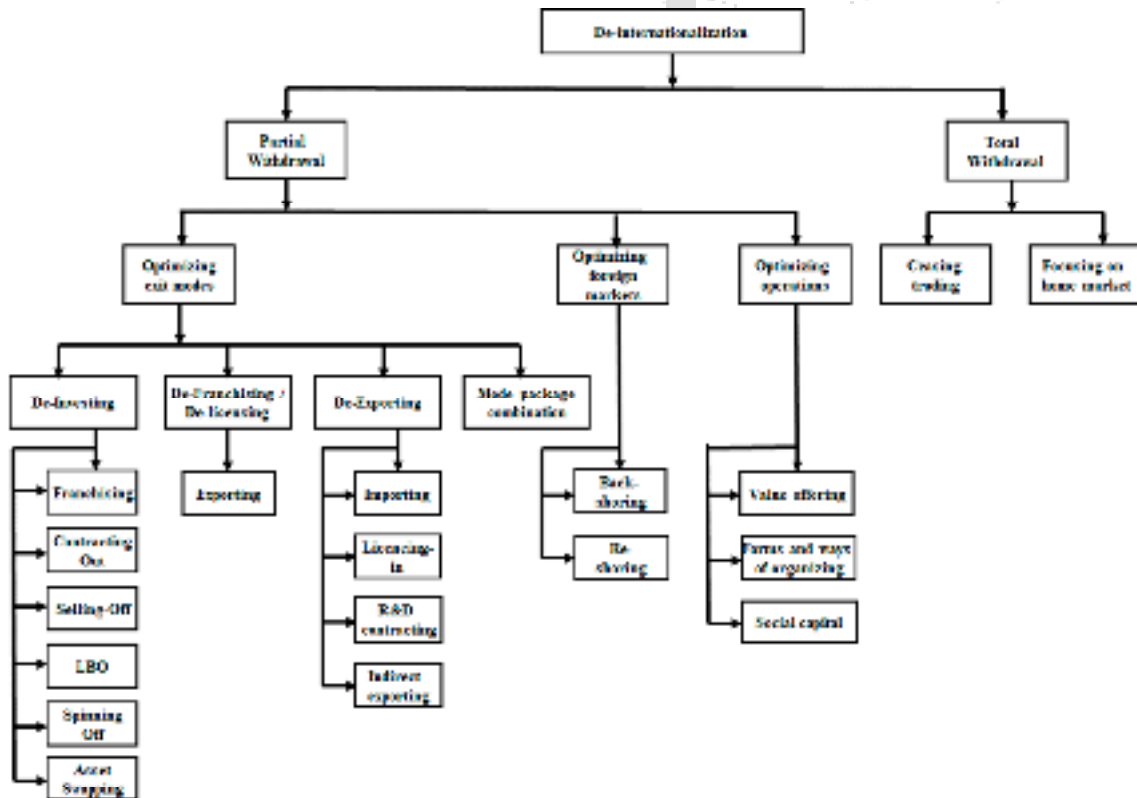 De-internationalization
Partial
Withdrawal
Total
Withdrawal
Optimizing
exit modes
Optimizing
foreign
markets
Optimizing
operations
Ceasing
trading
Focusing on
home market
De-Investing
De-Franchising /
De-licensing
De-Exporting
Mode package
combination
Franchising
Exporting
Importing
Back-
shoring
Value offering
Contracting
Out
Licencing-
in
Re-
shoring
Forms and ways
of organizing
Selling-Off
R&D
contracting
Social capital
LBO
Indirect
exporting
Spinning
Off
Asset
Swapping